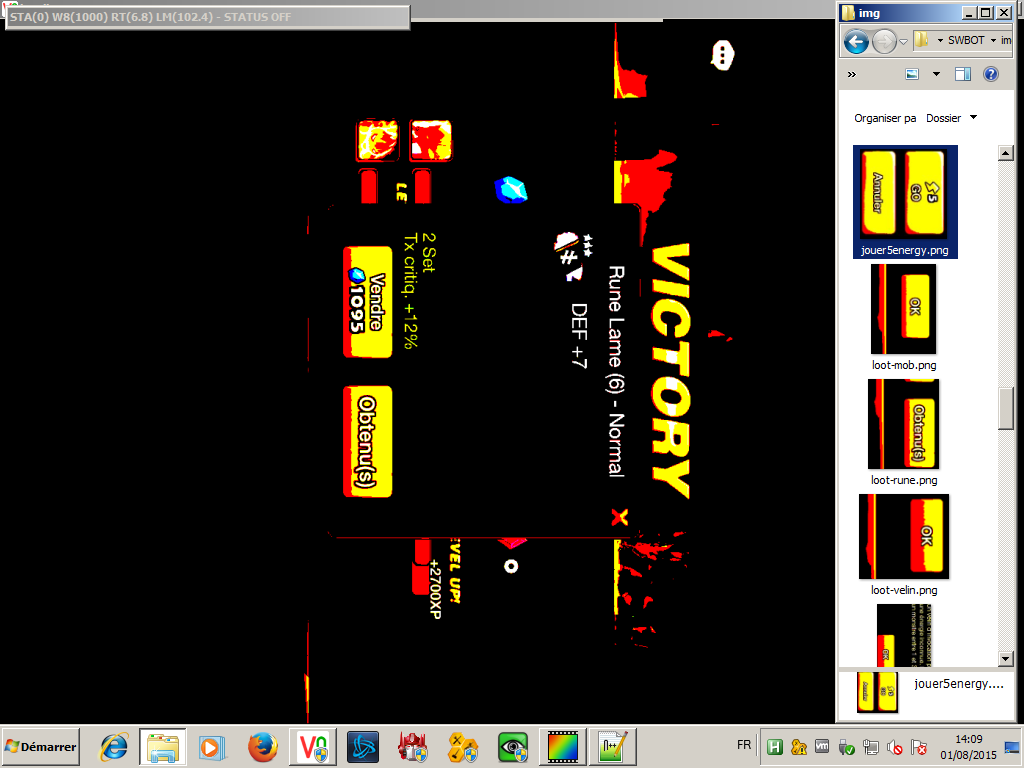 STA(0) W8(1000) RT(6.8) LM(102.4) - STATUS OFF
img
SWBOT
im
»
Organiser pa
Dossier
VICTORY
Rune Lame (6) - Normal
X
DEF +7
2 Set
Tx critiq. +12%
Vendre
1095
Obtenu(s)
LE
VEL UP!
+2700XP
5
GO
Annuler
jouer5energy.png
OK
loot-mob.png
Obtenu(s)
loot-rune.png
OK
loot-velin.png
OK
jouer5energy....
Démarrer
FR
14:09
01/08/2015